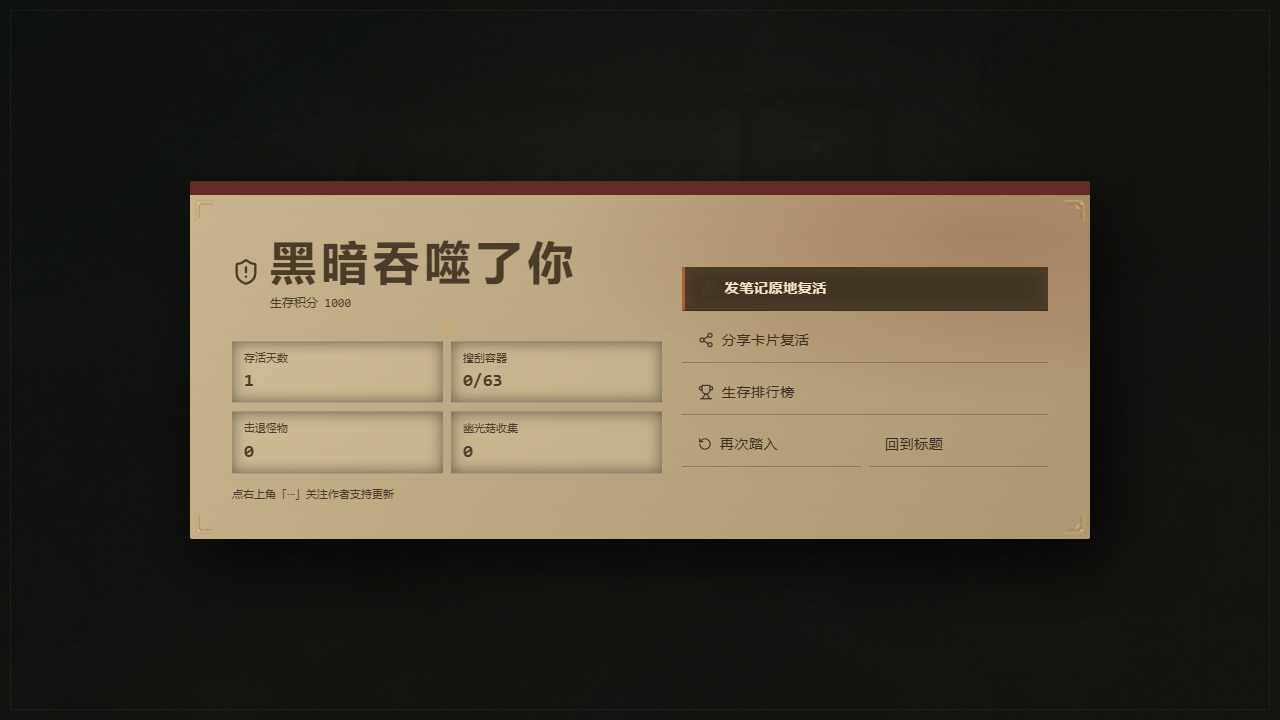 黑暗吞噬了你
生存积分 1000
存活天数
1
搜刮容器
0/63
击退怪物
0
幽光菇收集
0
点右上角「···」关注作者支持更新
发笔记原地复活
分享卡片复活
生存排行榜
再次踏入
回到标题